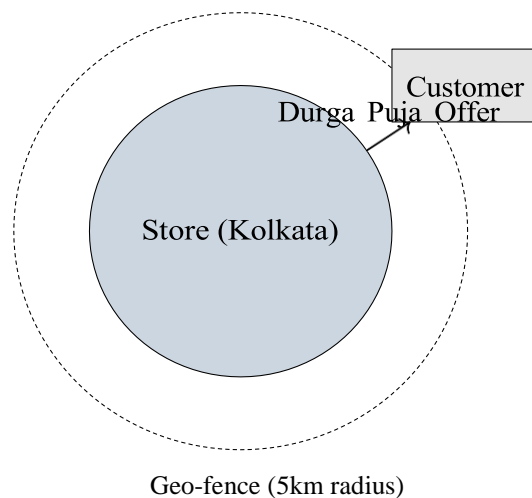 Customer
Durga Puja Offer
Store (Kolkata)
Geo-fence (5km radius)